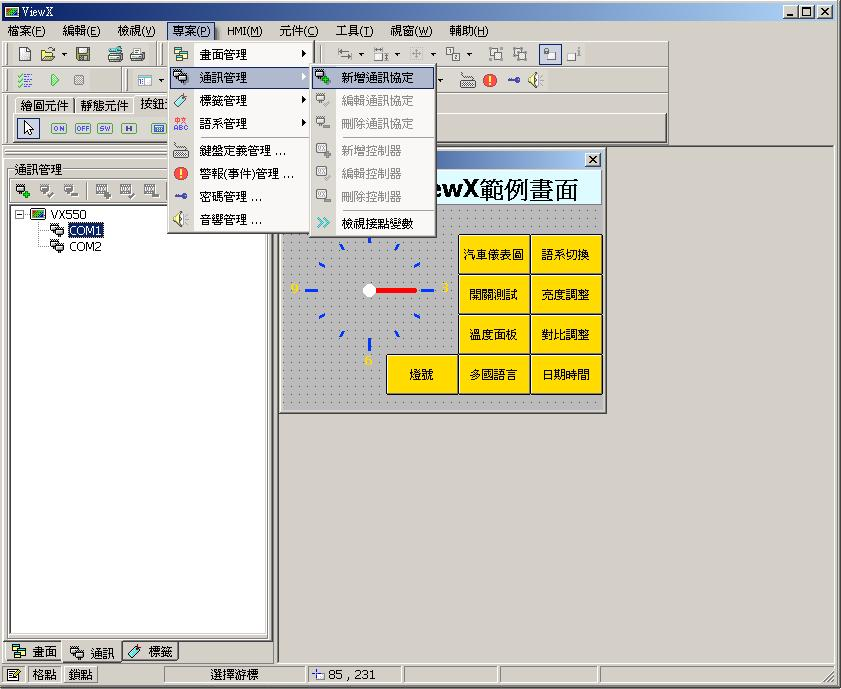 ViewX
檔案(F) 編輯(E) 檢視(V) 專案(P) HMI(M) 元件(C) 工具(T) 視窗(W) 輔助(H)
畫面管理
通訊管理
標籤管理
語系管理
鍵盤定義管理 ...
警報(事件)管理 ...
密碼管理 ...
音響管理 ...
新增通訊協定
編輯通訊協定
刪除通訊協定
新增控制器
編輯控制器
刪除控制器
檢視接點變數
繪圖元件 靜態元件 按鈕
ON OFF SW H
通訊管理
VX550
COM1
COM2
ewX範例畫面
9 3
6
汽車儀表圖 語系切換
開關測試 亮度調整
溫度面板 對比調整
燈號 多國語言 日期時間
畫面 通訊 標籤
格點 鎖點 選擇游標 85 , 231